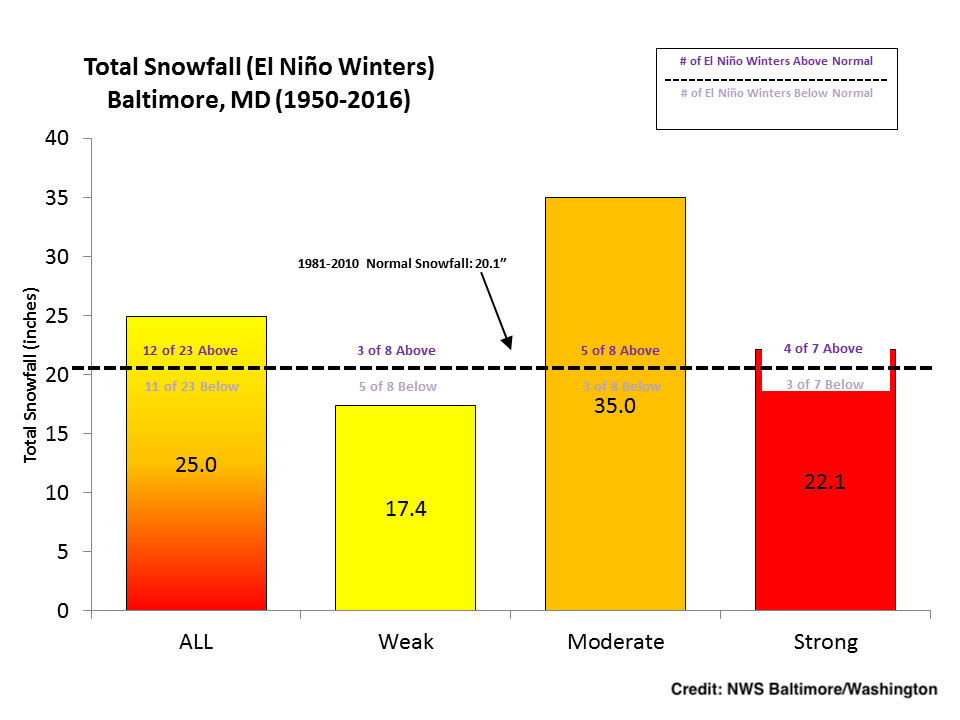 Total Snowfall (El Niño Winters)
Baltimore, MD (1950-2016)
# of El Niño Winters Above Normal
# of El Niño Winters Below Normal
Total Snowfall (inches)
40
35
30
25
20
15
10
5
0
1981-2010 Normal Snowfall: 20.1”
12 of 23 Above
3 of 8 Above
5 of 8 Above
4 of 7 Above
11 of 23 Below
5 of 8 Below
3 of 8 Below
3 of 7 Below
25.0
17.4
35.0
22.1
ALL
Weak
Moderate
Strong
Credit: NWS Baltimore/Washington